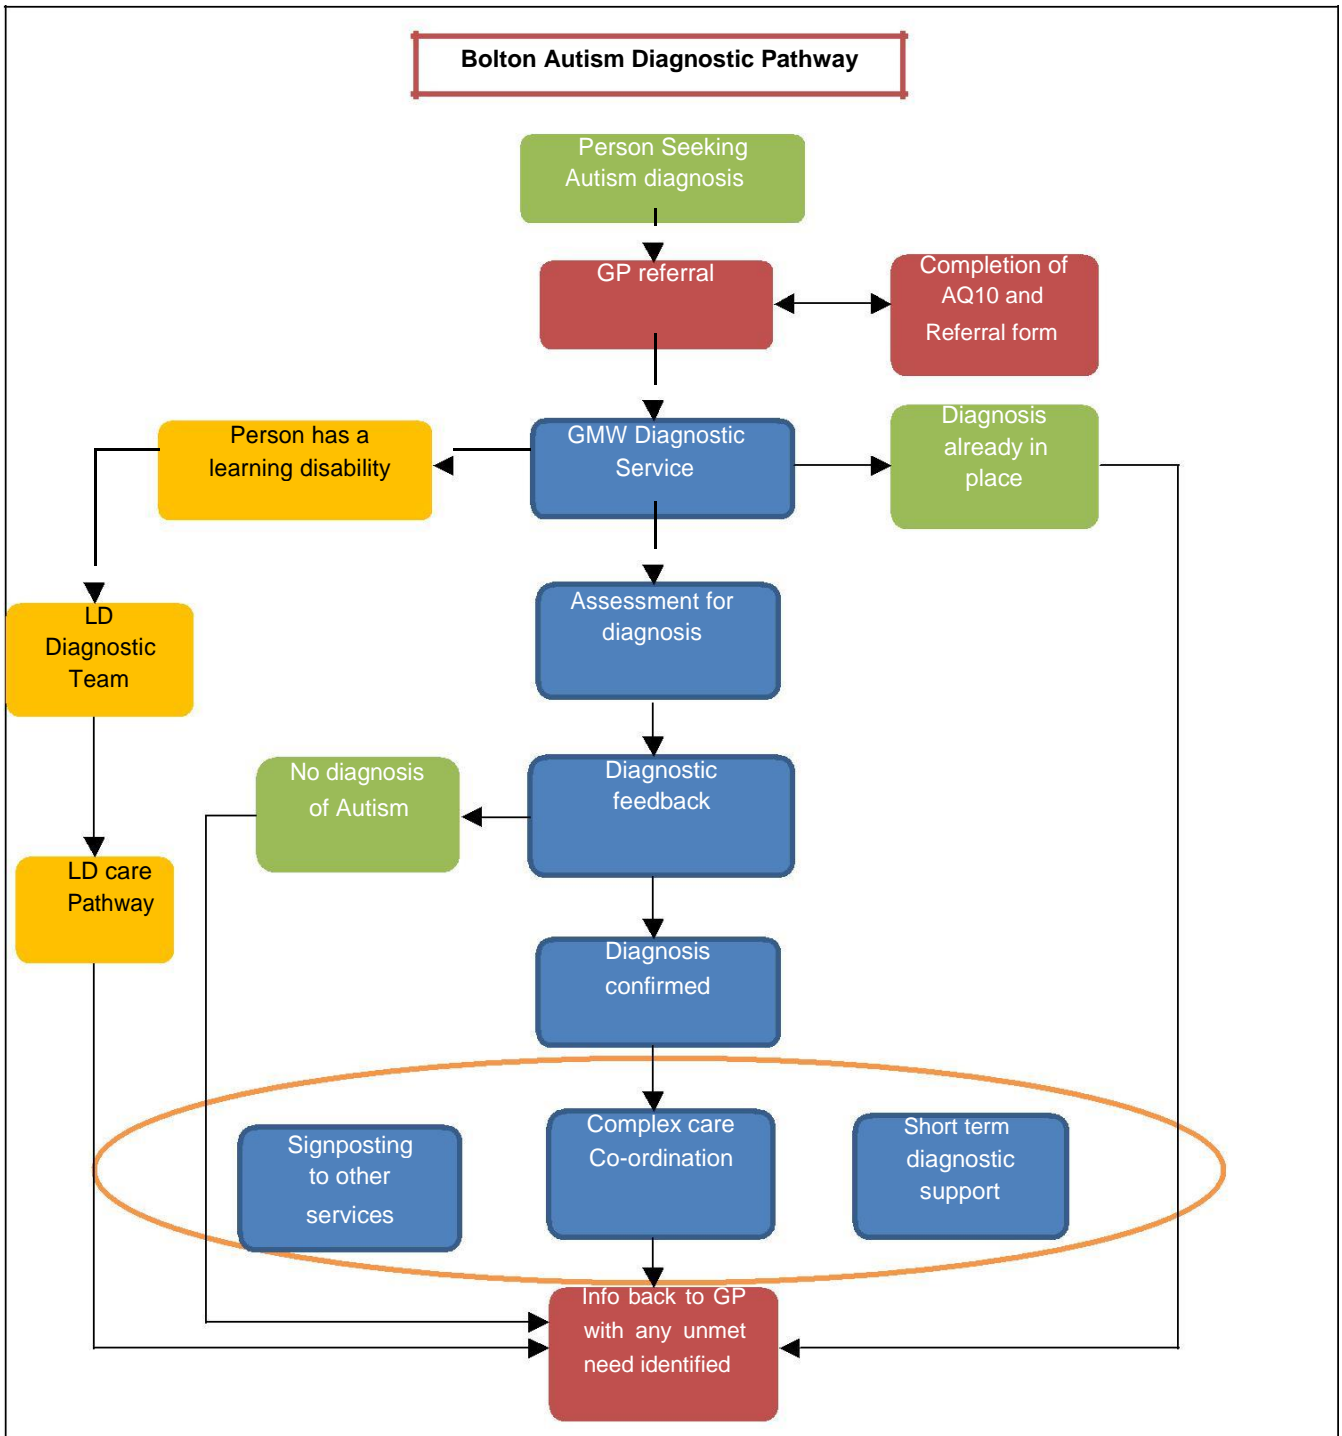 Bolton Autism Diagnostic Pathway
Person Seeking
Autism diagnosis
GP referral
Completion of
AQ10 and
Referral form
Person has a
learning disability
GMW Diagnostic
Service
Diagnosis
already in
place
LD
Diagnostic
Team
Assessment for
diagnosis
No diagnosis
of Autism
Diagnostic
feedback
LD care
Pathway
Diagnosis
confirmed
Signposting
to other
services
Complex care
Co-ordination
Short term
diagnostic
support
Info back to GP
with any unmet
need identified